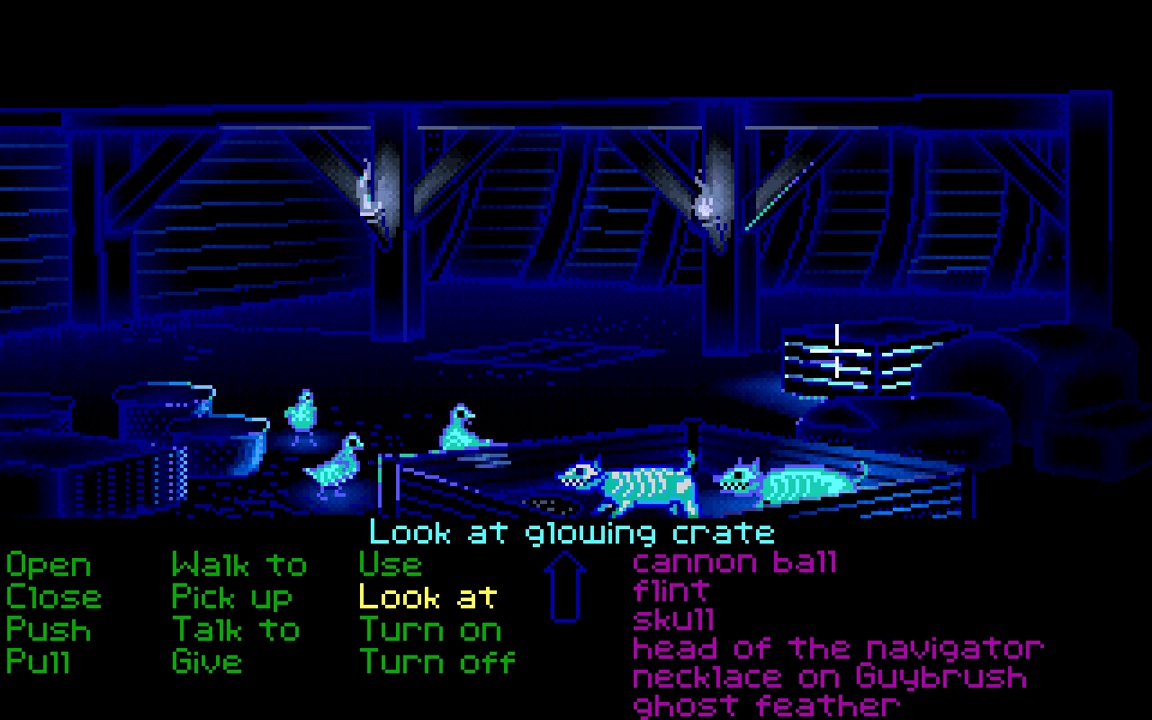 Look at glowing crate
Open Walk to Use
Close Pick up Look at
Push Talk to Turn on
Pull Give Turn off
cannon ball
flint
skull
head of the navigator
necklace on Guybrush
ghost feather